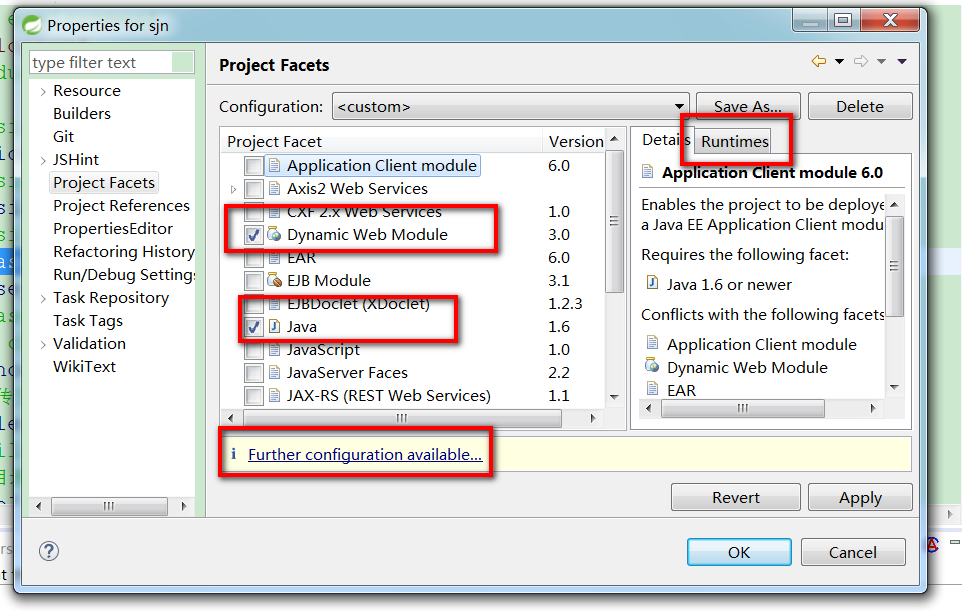 Properties for sjn
type filter text
Resource
Builders
Git
JSHint
Project Facets
Project References
PropertiesEditor
Refactoring History
Run/Debug Settings
Task Repository
Task Tags
Validation
WikiText
Project Facets
Configuration: <custom> Save As... Delete
Project Facet Version
Application Client module 6.0
Axis2 Web Services
CXF 2.x Web Services 1.0
Dynamic Web Module 3.0
EAR 6.0
EJB Module 3.1
EJBDoclet (XDoclet) 1.2.3
Java 1.6
JavaScript 1.0
JavaServer Faces 2.2
JAX-RS (REST Web Services) 1.1
Details Runtimes
Application Client module 6.0
Enables the project to be deploye
a Java EE Application Client modu
Requires the following facet:
Java 1.6 or newer
Conflicts with the following facets
Application Client module
Dynamic Web Module
EAR
Further configuration available...
Revert Apply
OK Cancel